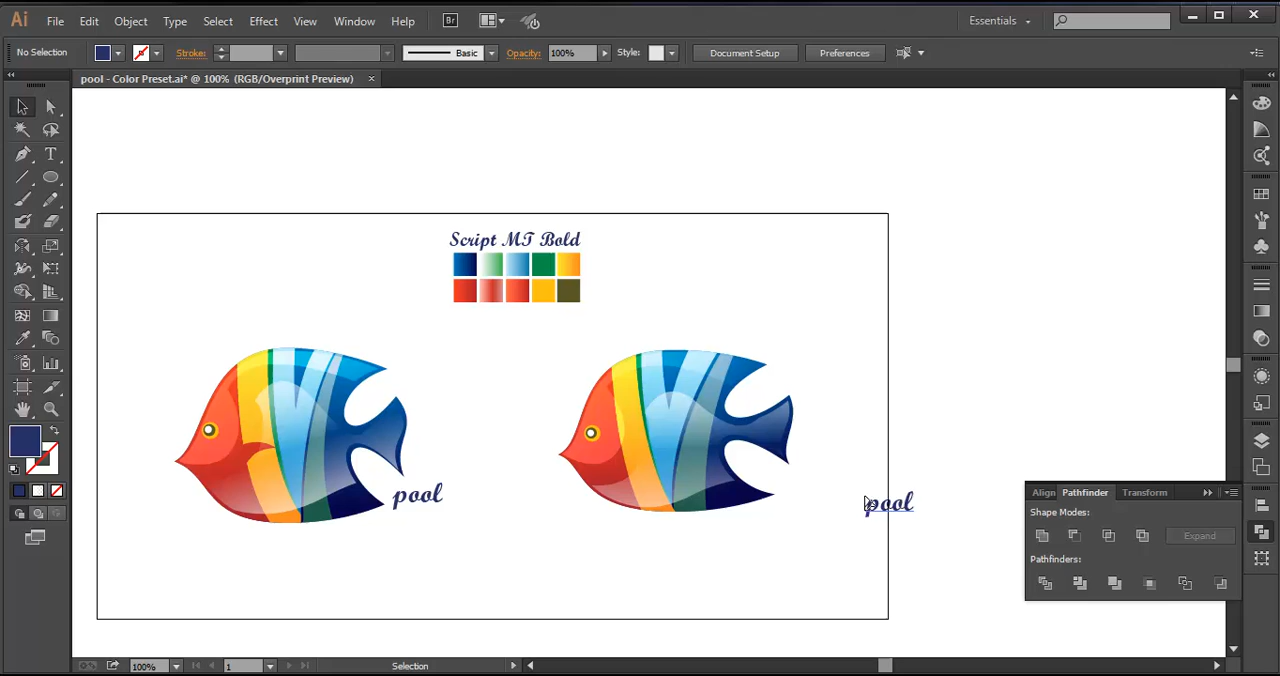 Ai File Edit Object Type Select Effect View Window Help Br Essentials
No Selection Stroke: Basic Opacity: 100% Style: Document Setup Preferences
pool - Color Preset.ai* @ 100% (RGB/Overprint Preview)
Script MT Bold
pool
pool
Align Pathfinder Transform
Shape Modes:
Expand
Pathfinders:
100% 1 Selection